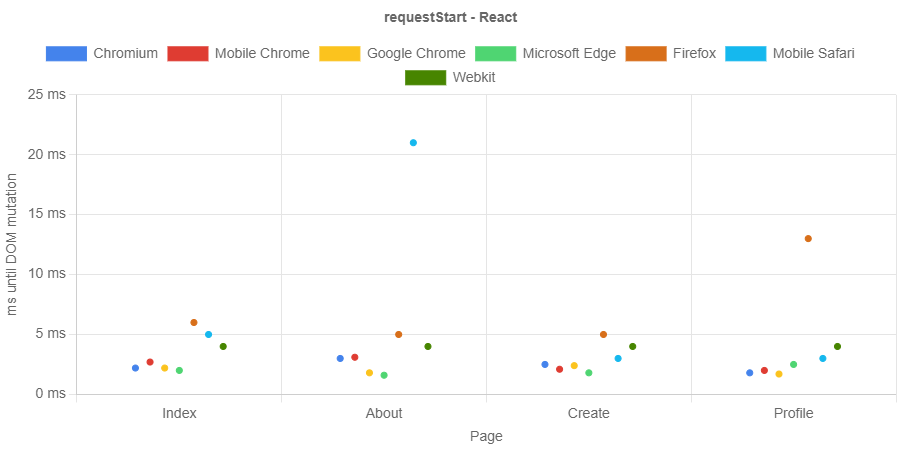 requestStart - React
Chromium Mobile Chrome Google Chrome Microsoft Edge Firefox Mobile Safari
Webkit
ms until DOM mutation
25 ms
20 ms
15 ms
10 ms
5 ms
0 ms
Index About Create Profile
Page